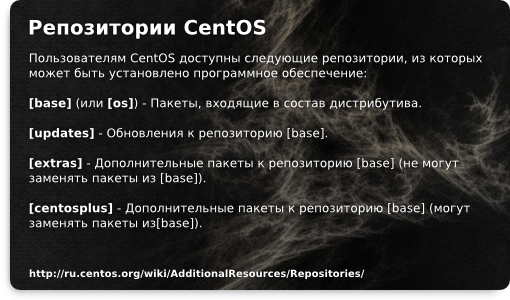 Репозитории CentOS
Пользователям CentOS доступны следующие репозитории, из которых
может быть установлено программное обеспечение:
[base] (или [os]) - Пакеты, входящие в состав дистрибутива.
[updates] - Обновления к репозиторию [base].
[extras] - Дополнительные пакеты к репозиторию [base] (не могут
заменять пакеты из [base]).
[centosplus] - Дополнительные пакеты к репозиторию [base] (могут
заменять пакеты из[base]).
http://ru.centos.org/wiki/AdditionalResources/Repositories/